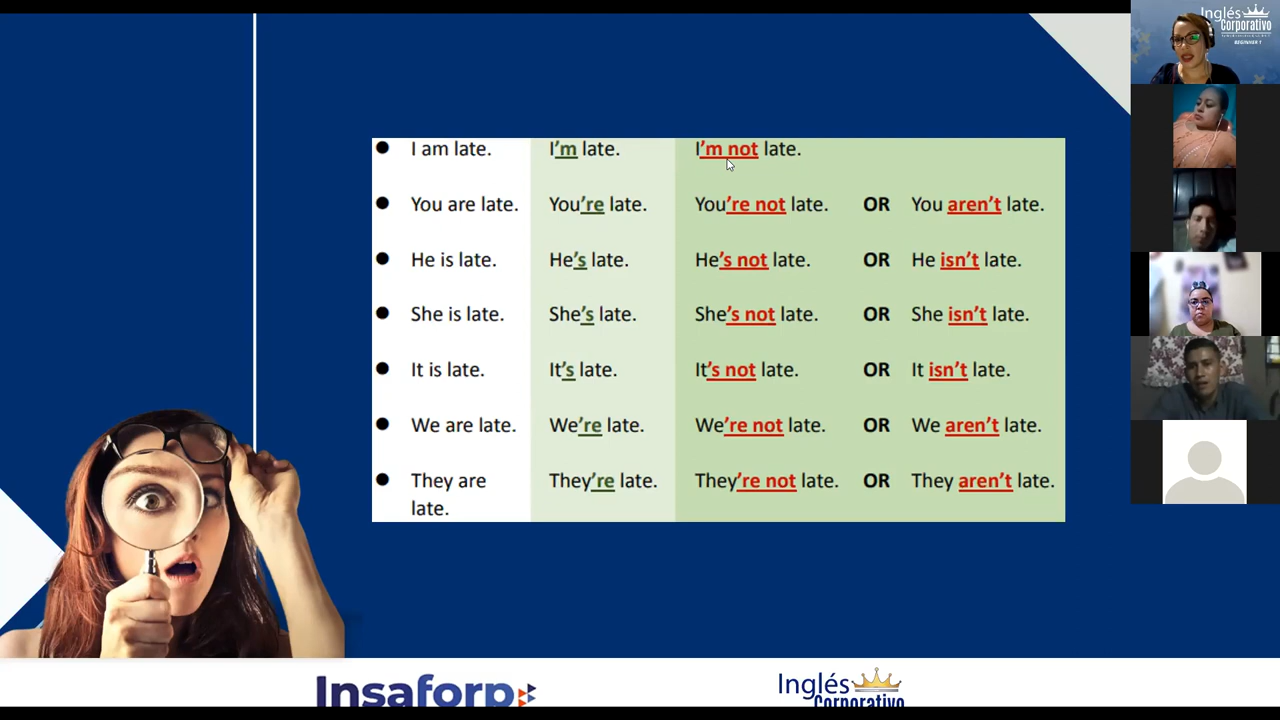 Inglés
Corporativo
BEGINNER 1
I am late. I'm late. I'm not late.
You are late. You're late. You're not late. OR You aren't late.
He is late. He's late. He's not late. OR He isn't late.
She is late. She's late. She's not late. OR She isn't late.
It is late. It's late. It's not late. OR It isn't late.
We are late. We're late. We're not late. OR We aren't late.
They are They're late. They're not late. OR They aren't late.
late.
Insaforp
Inglés
Corporativo